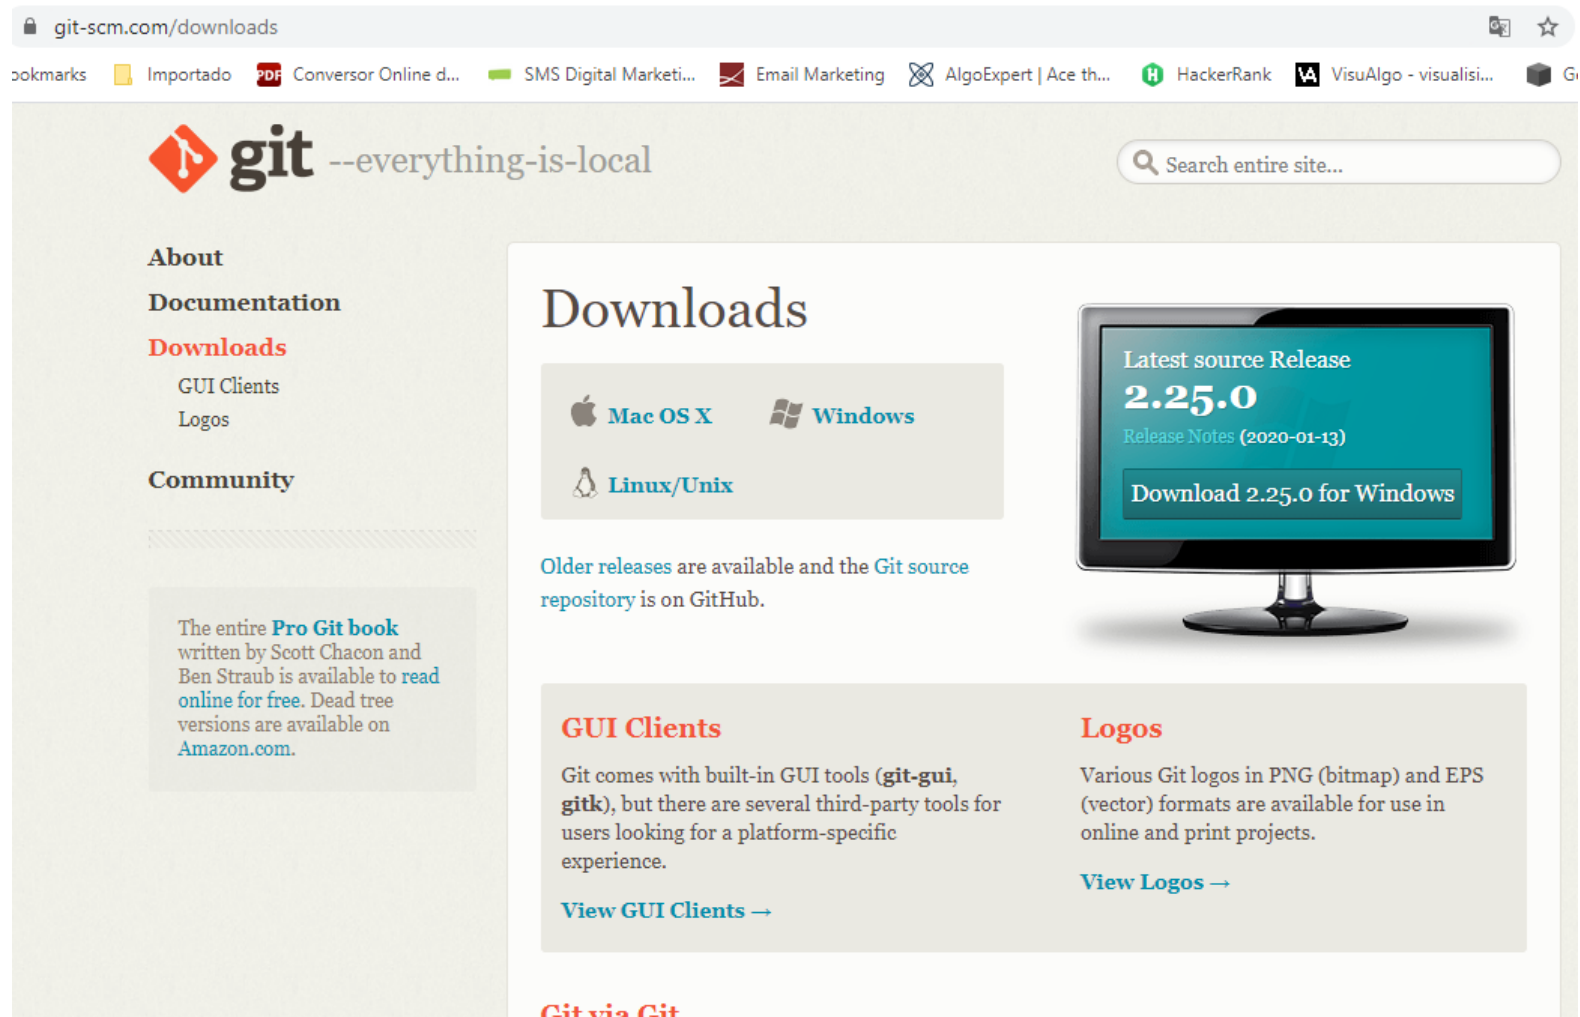 git-scm.com/downloads
ookmarks Importado PDF Conversor Online d... SMS Digital Marketi... Email Marketing AlgoExpert | Ace th... HackerRank VisuAlgo - visualisi...
git --everything-is-local
Search entire site...
About
Documentation
Downloads
GUI Clients
Logos
Community
The entire Pro Git book
written by Scott Chacon and
Ben Straub is available to read
online for free. Dead tree
versions are available on
Amazon.com.
Downloads
Mac OS X Windows
Linux/Unix
Older releases are available and the Git source
repository is on GitHub.
Latest source Release
2.25.0
Release Notes (2020-01-13)
Download 2.25.0 for Windows
GUI Clients
Git comes with built-in GUI tools (git-gui,
gitk), but there are several third-party tools for
users looking for a platform-specific
experience.
View GUI Clients →
Logos
Various Git logos in PNG (bitmap) and EPS
(vector) formats are available for use in
online and print projects.
View Logos →
Git via Git